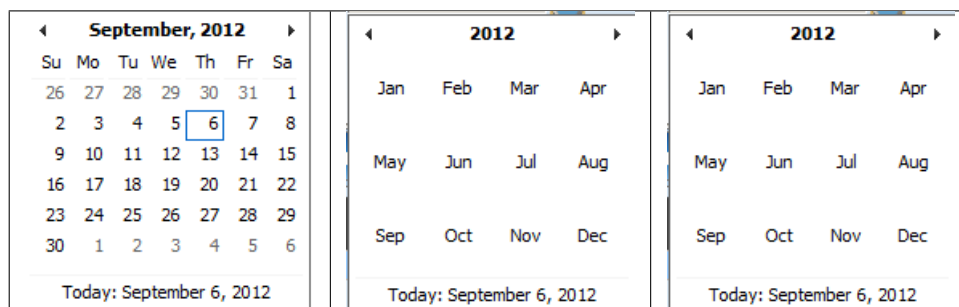 September, 2012
Su Mo Tu We Th Fr Sa
26 27 28 29 30 31 1
2 3 4 5 6 7 8
9 10 11 12 13 14 15
16 17 18 19 20 21 22
23 24 25 26 27 28 29
30 1 2 3 4 5 6
Today: September 6, 2012
2012
Jan Feb Mar Apr
May Jun Jul Aug
Sep Oct Nov Dec
Today: September 6, 2012
2012
Jan Feb Mar Apr
May Jun Jul Aug
Sep Oct Nov Dec
Today: September 6, 2012